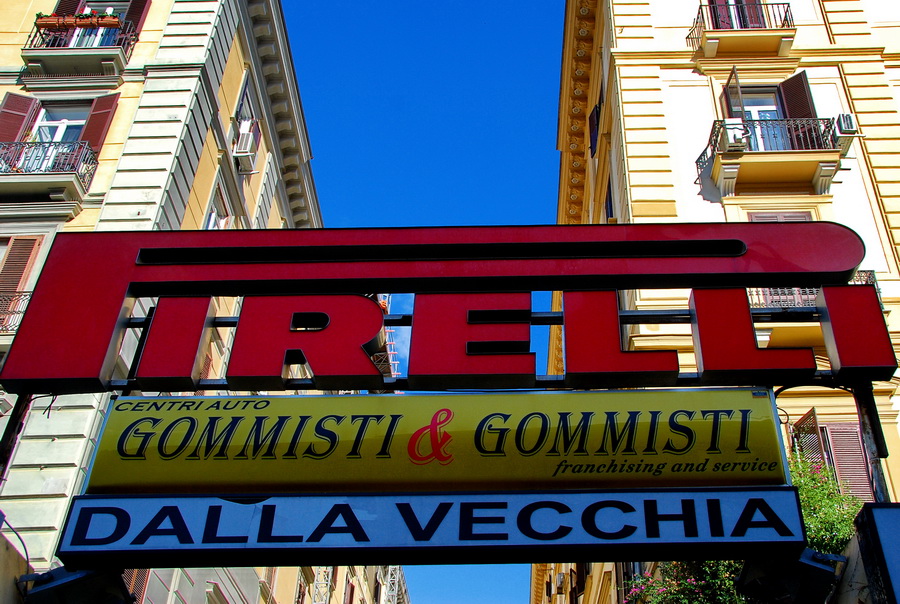 PIRELLI
CENTRI AUTO
GOMMISTI & GOMMISTI
franchising and service
DALLA VECCHIA